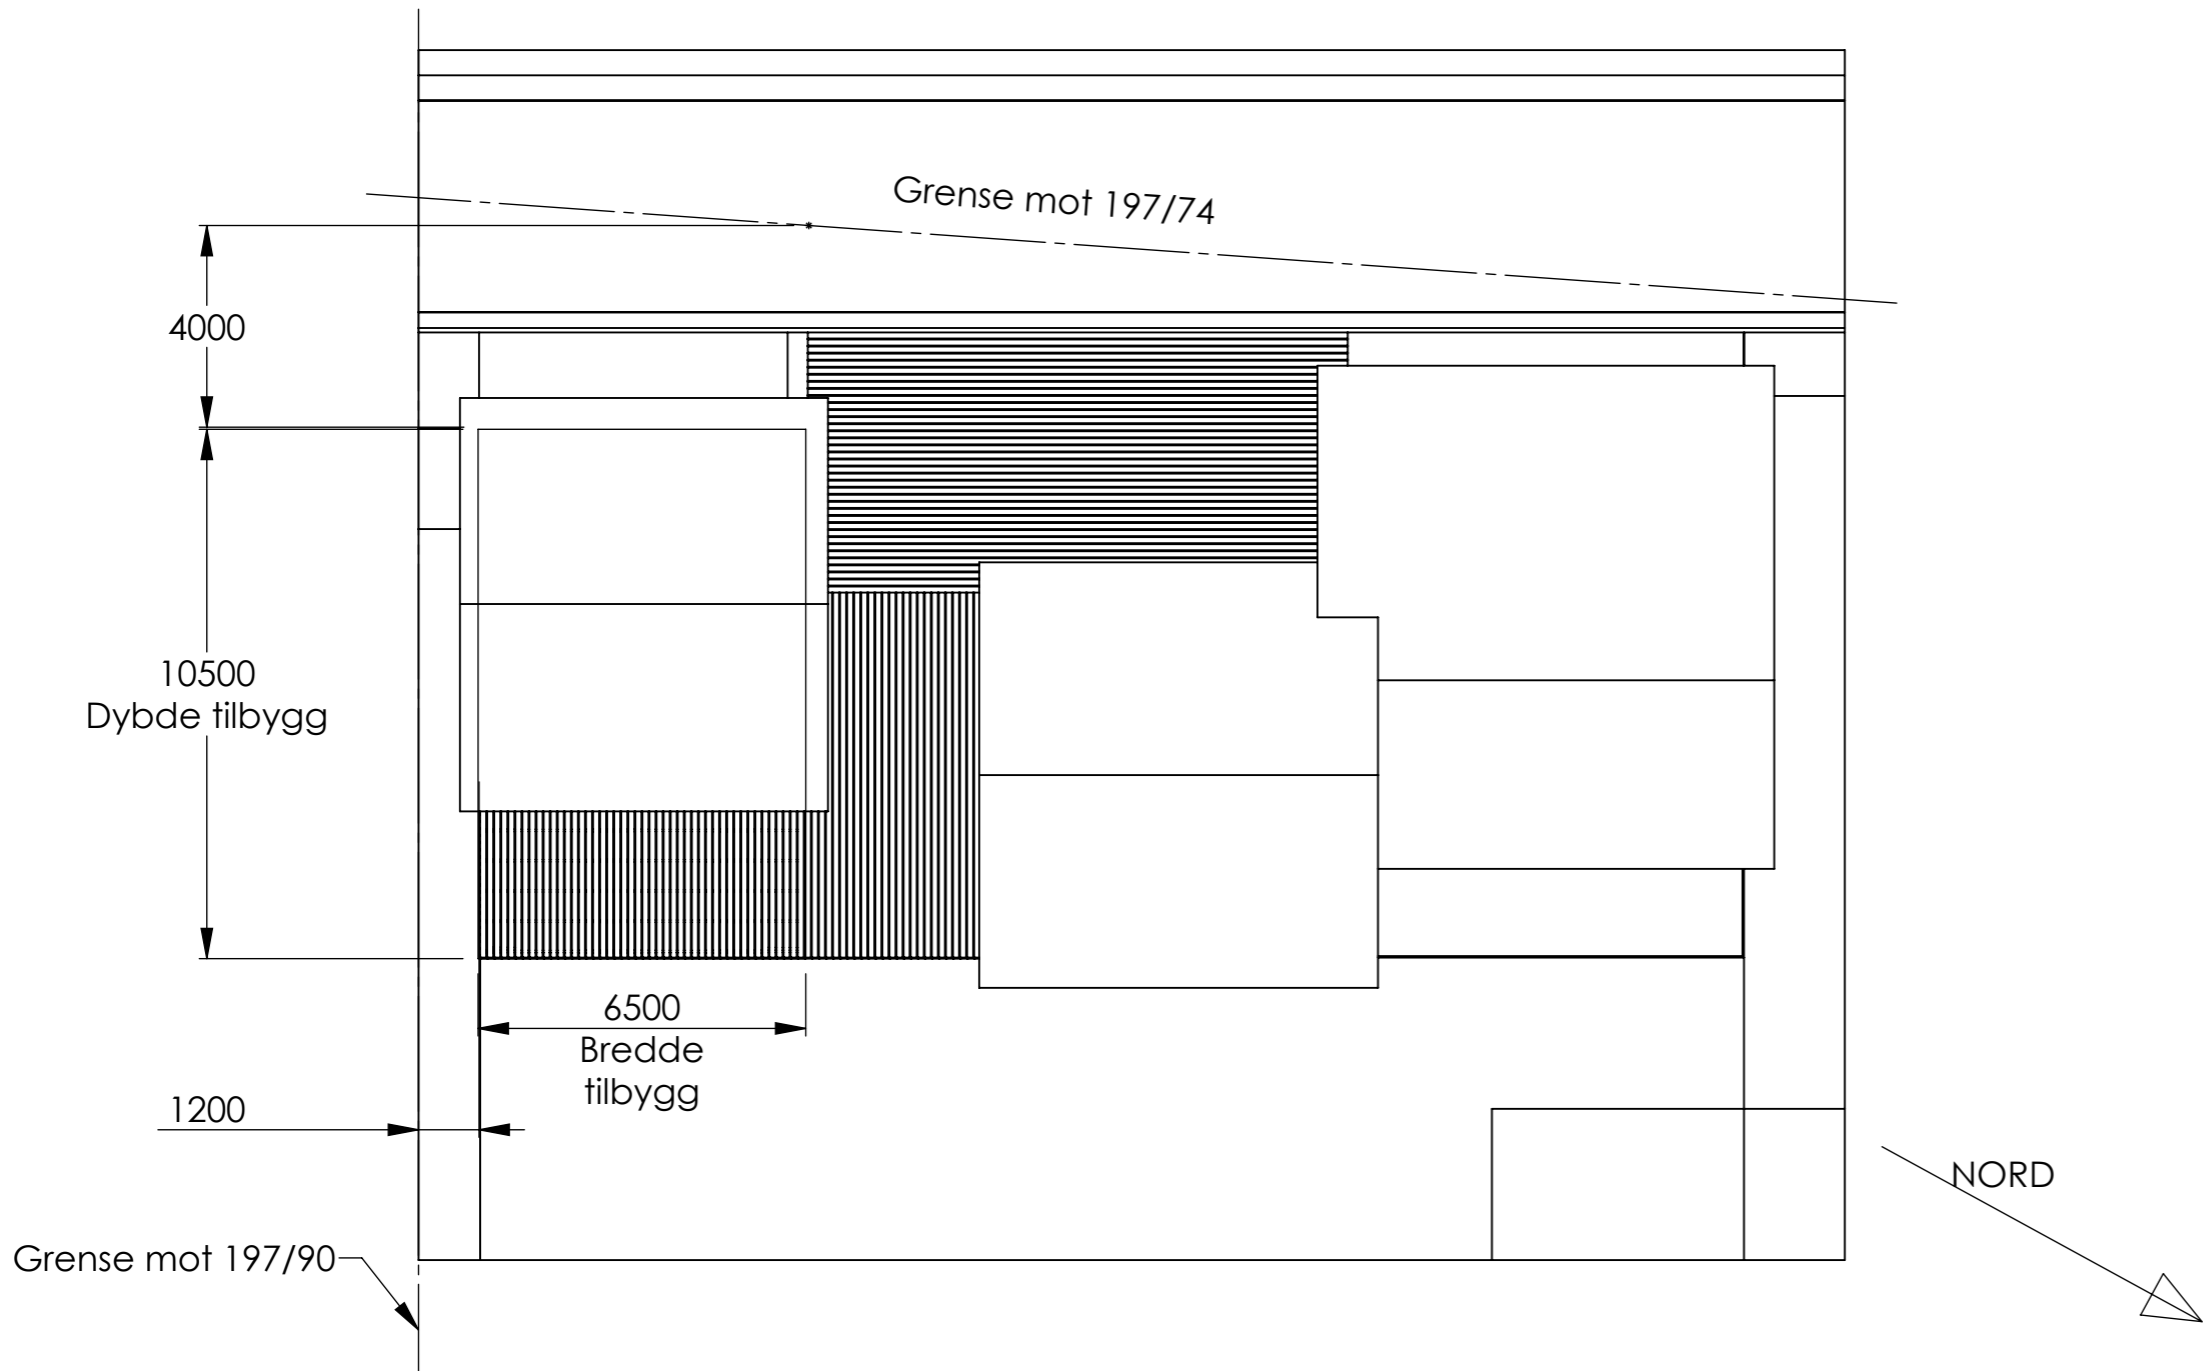 Grense mot 197/74
4000
10500
Dybde tilbygg
6500
Bredde
tilbygg
1200
NORD
Grense mot 197/90